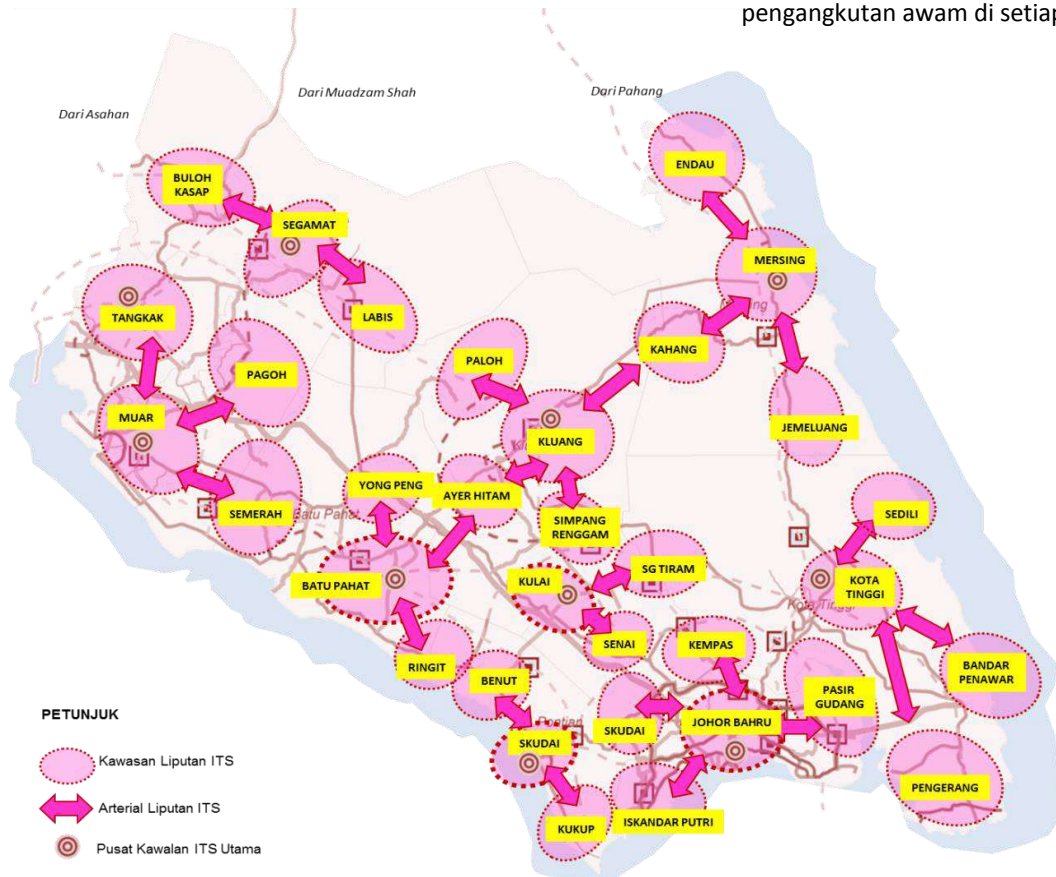 pengangkutan awam di setiap
Dari Muadzam Shah
Dari Pahang
Dari Asahan
ENDAU
BULOH
KASAP
SEGAMAT
MERSING
TANGKAK
LABIS
KAHANG
PALOH
PAGOH
MUAR
JEMELUANG
KLUANG
YONG PENG
AYER HITAM
SEMERAH
SIMPANG
RENGGAM
SEDILI
Batu Pahat
BATU PAHAT
KULAI
SG TIRAM
KOTA
TINGGI
Kota Tinggi
SENAI
KEMPAS
RINGIT
BENUT
BANDAR
PENAWAR
PASIR
GUDANG
PETUNJUK
Pontian
SKUDAI
SKUDAI
JOHOR BAHRU
Kawasan Liputan ITS
PENGERANG
Arterial Liputan ITS
KUKUP
ISKANDAR PUTRI
Pusat Kawalan ITS Utama